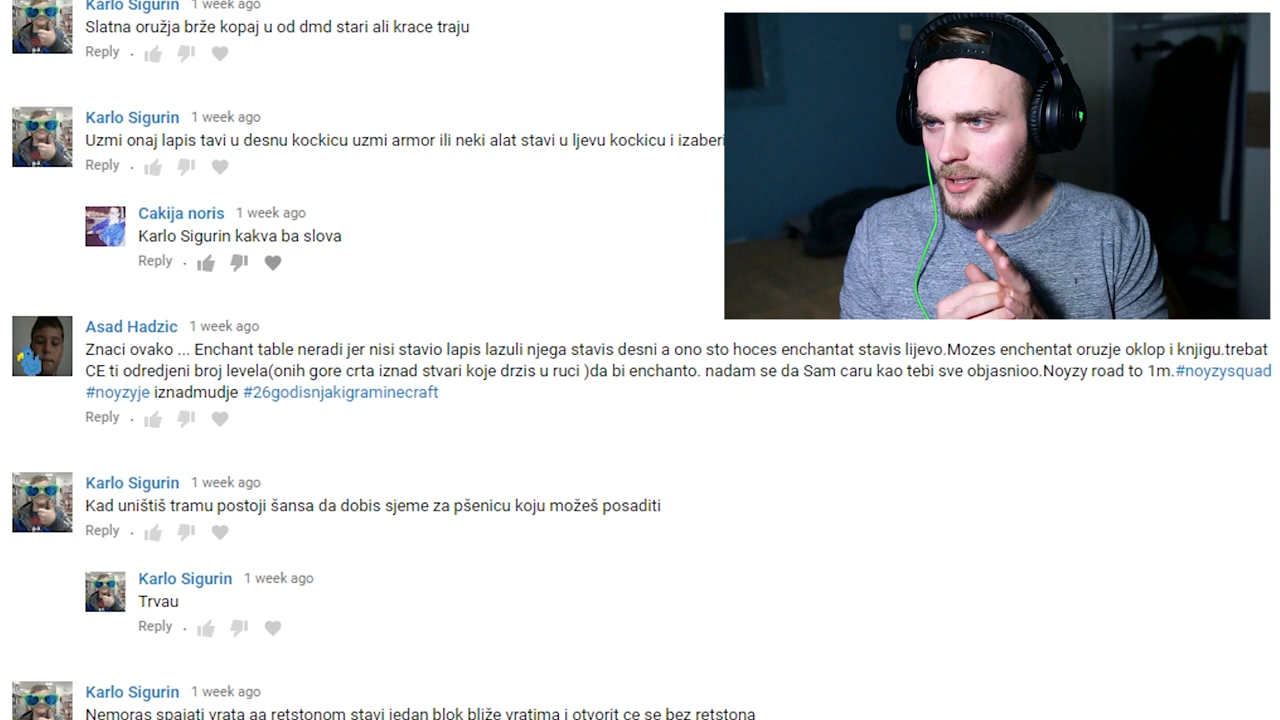 Karlo Sigurin 1 week ago
Slatna oružja brže kopaj u od dmd stari ali krace traju
Reply .
Karlo Sigurin 1 week ago
Uzmi onaj lapis tavi u desnu kockicu uzmi armor ili neki alat stavi u ljevu kockicu i izaberi
Reply .
Cakija noris 1 week ago
Karlo Sigurin kakva ba slova
Reply .
Asad Hadzic 1 week ago
Znaci ovako ... Enchant table neradi jer nisi stavio lapis lazuli njega stavis desni a ono sto hoces enchantat stavis lijevo.Mozes enchentat oruzje oklop i knjigu.trebat
CE ti odredjeni broj levela(onih gore crta iznad stvari koje drzis u ruci )da bi enchanto. nadam se da Sam caru kao tebi sve objasnioo.Noyzy road to 1m.#noyzysquad
#noyzyje iznadmudje #26godisnjakigraminecraft
Reply .
Karlo Sigurin 1 week ago
Kad uništiš tramu postoji šansa da dobis sjeme za pšenicu koju možeš posaditi
Reply .
Karlo Sigurin 1 week ago
Trvau
Reply .
Karlo Sigurin 1 week ago
Nemoras spajati vrata aa retstonom stavi jedan blok bliže vratima i otvorit ce se bez retstona